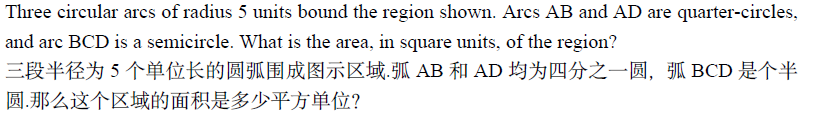 Three circular arcs of radius 5 units bound the region shown. Arcs AB and AD are quarter-circles,
and arc BCD is a semicircle. What is the area, in square units, of the region?
三段半径为 5 个单位长的圆弧围成图示区域.弧 AB 和 AD 均为四分之一圆，弧 BCD 是个半
圆.那么这个区域的面积是多少平方单位?